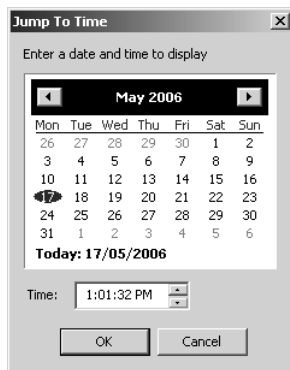 Jump To Time
Enter a date and time to display
May 2006
Mon Tue Wed Thu Fri Sat Sun
26 27 28 29 30 1 2
3 4 5 6 7 8 9
10 11 12 13 14 15 16
17 18 19 20 21 22 23
24 25 26 27 28 29 30
31 1 2 3 4 5 6
Today: 17/05/2006
Time: 1:01:32 PM
OK Cancel